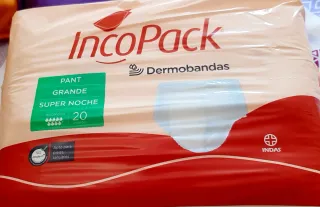 IncoPack
Dermobandas
PANT
GRANDE
SUPER NOCHE
20
INDAS